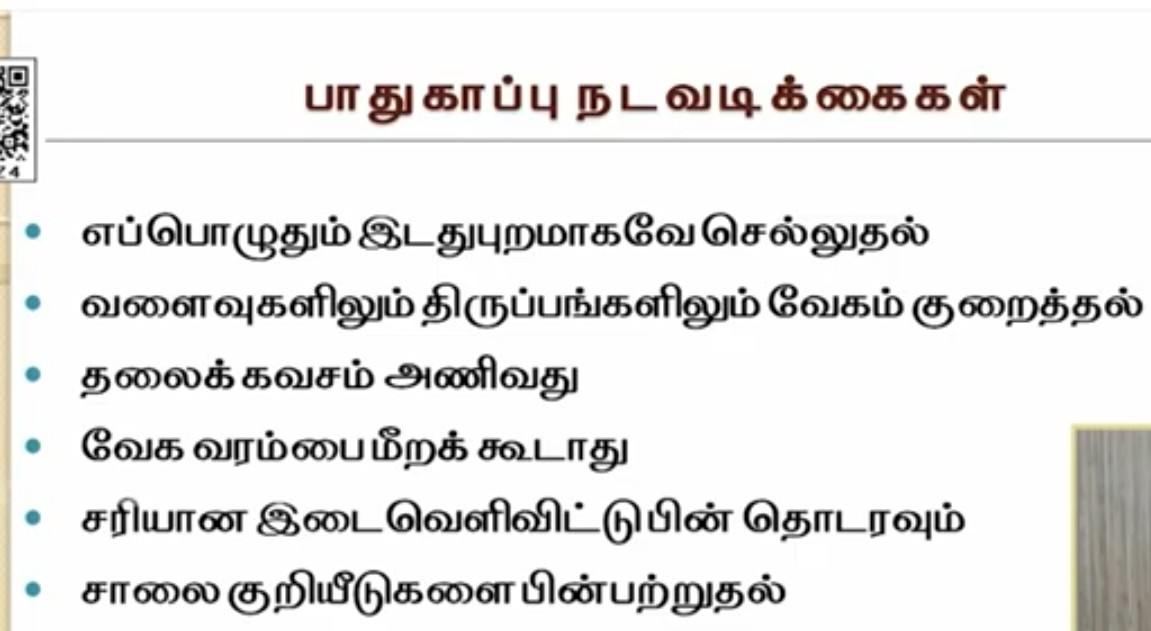 பாதுகாப்பு நடவடிக்கைகள்
எப்பொழுதும் இடதுபுறமாகவே செல்லுதல்
வளைவுகளிலும் திருப்பங்களிலும் வேகம் குறைத்தல்
தலைக் கவசம் அணிவது
வேக வரம்பை மீறக் கூடாது
சரியான இடைவெளிவிட்டு பின் தொடரவும்
சாலை குறியீடுகளை பின்பற்றுதல்